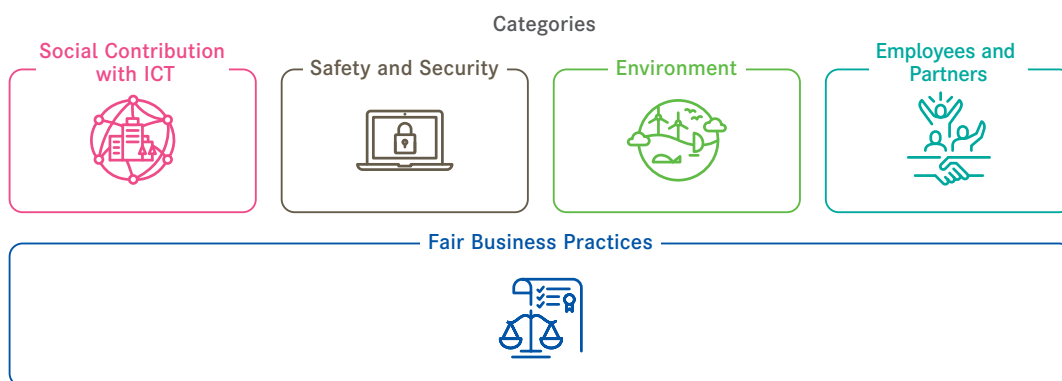 Categories
Social Contribution
with ICT
Safety and Security
Environment
Employees and
Partners
Fair Business Practices